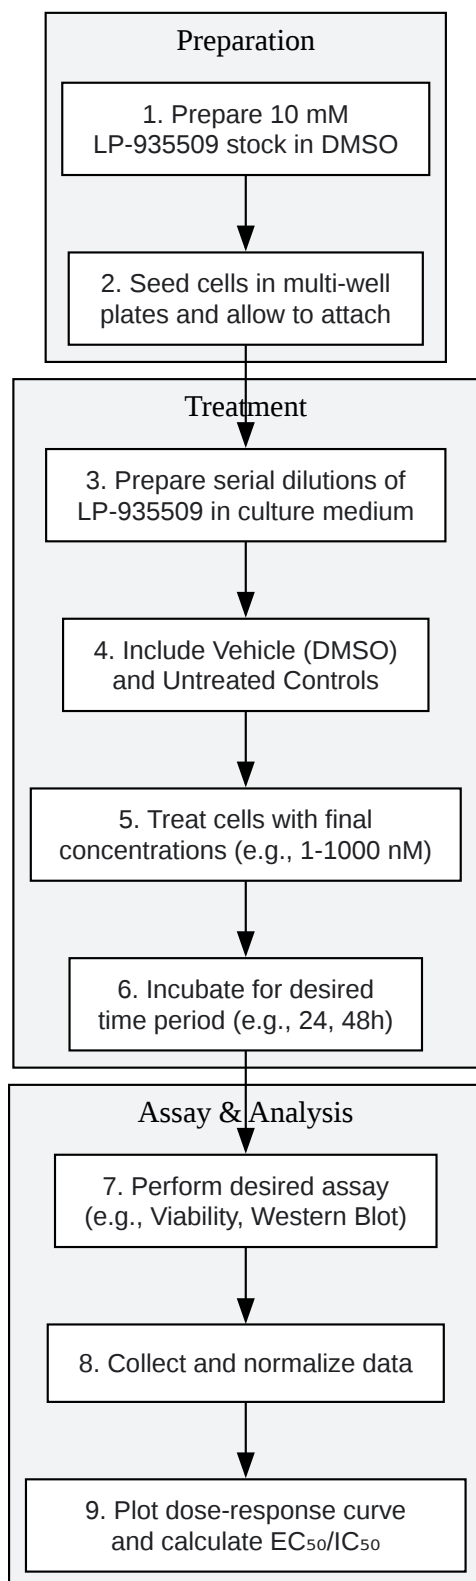 Preparation
1. Prepare 10 mM
LP-935509 stock in DMSO
2. Seed cells in multi-well
plates and allow to attach
Treatment
3. Prepare serial dilutions of
LP-935509 in culture medium
4. Include Vehicle (DMSO)
and Untreated Controls
5. Treat cells with final
concentrations (e.g., 1-1000 nM)
6. Incubate for desired
time period (e.g., 24, 48h)
Assay & Analysis
7. Perform desired assay
(e.g., Viability, Western Blot)
8. Collect and normalize data
9. Plot dose-response curve
and calculate EC₅₀/IC₅₀